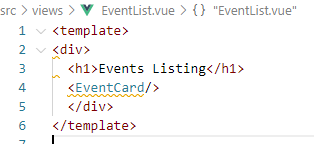 src > views > EventList.vue > {} "EventList.vue"
1 <template>
2 <div>
3 <h1>Events Listing</h1>
4 <EventCard/>
5 </div>
6 </template>
7